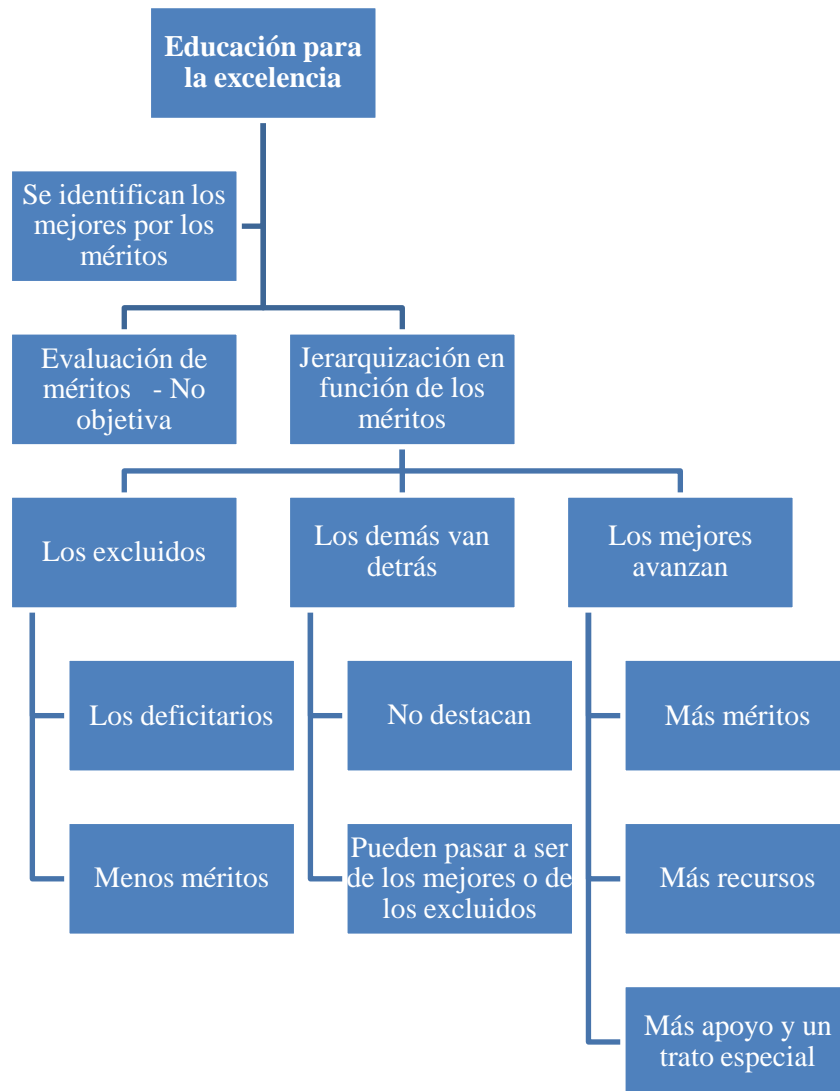 Educación para
la excelencia
Se identifican los
mejores por los
méritos
Evaluación de
méritos - No
objetiva
Jerarquización en
función de los
méritos
Los excluidos
Los demás van
detrás
Los mejores
avanzan
Los deficitarios
No destacan
Más méritos
Menos méritos
Pueden pasar a ser
de los mejores o de
los excluidos
Más recursos
Más apoyo y un
trato especial